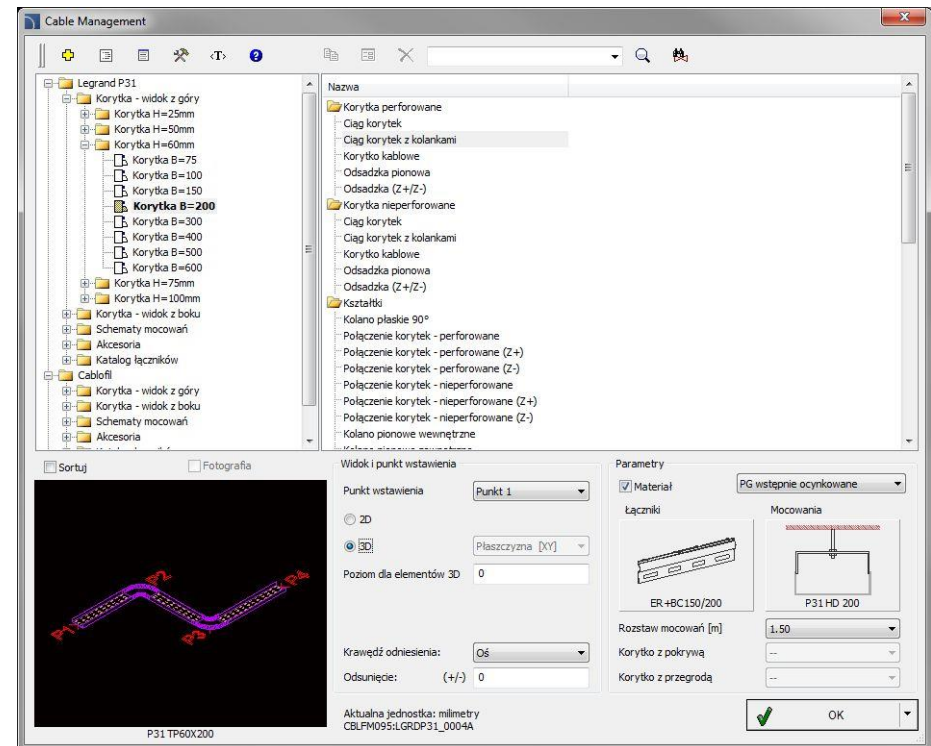 Cable Management
<T>
Legrand P31
Korytka - widok z góry
Korytka H=25mm
Korytka H=50mm
Korytka H=60mm
Korytka B=75
Korytka B=100
Korytka B=150
Korytka B=200
Korytka B=300
Korytka B=400
Korytka B=500
Korytka B=600
Korytka H=75mm
Korytka H=100mm
Korytka - widok z boku
Schematy mocowań
Akcesoria
Katalog łączników
Cablofil
Korytka - widok z góry
Korytka - widok z boku
Schematy mocowań
Akcesoria
Nazwa
Korytka perforowane
Ciąg korytek
Ciąg korytek z kolankami
Korytko kablowe
Odsadzka pionowa
Odsadzka (Z+/Z-)
Korytka nieperforowane
Ciąg korytek
Ciąg korytek z kolankami
Korytko kablowe
Odsadzka pionowa
Odsadzka (Z+/Z-)
Kształtki
Kolano płaskie 90°
Połączenie korytek - perforowane
Połączenie korytek - perforowane (Z+)
Połączenie korytek - perforowane (Z-)
Połączenie korytek - nieperforowane
Połączenie korytek - nieperforowane (Z+)
Połączenie korytek - nieperforowane (Z-)
Kolano pionowe wewnętrzne
Sortuj
Fotografia
P1
P2
P3
P4
P31 TP60X200
Widok i punkt wstawienia
Punkt wstawienia
Punkt 1
2D
3D
Płaszczyzna [XY]
Poziom dla elementów 3D
0
Krawędź odniesienia:
Oś
Odsunięcie: (+/-)
0
Aktualna jednostka: milimetry
CBLFM095:LGRDP31_0004A
Parametry
Materiał
PG wstępnie ocynkowane
Łączniki
Mocowania
ER+BC150/200
P31 HD 200
Rozstaw mocowań [m]
1.50
Korytko z pokrywą
--
Korytko z przegrodą
--
OK